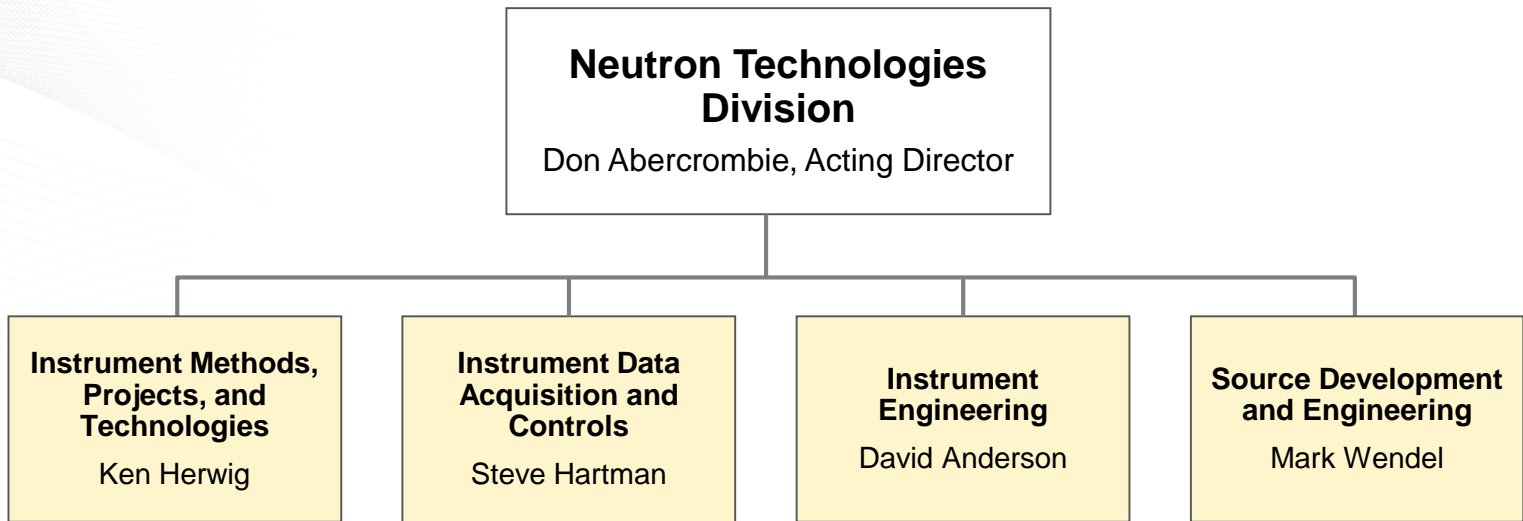 Neutron Technologies
Division
Don Abercrombie, Acting Director
Instrument Methods,
Projects, and
Technologies
Ken Herwig
Instrument Data
Acquisition and
Controls
Steve Hartman
Instrument
Engineering
David Anderson
Source Development
and Engineering
Mark Wendel